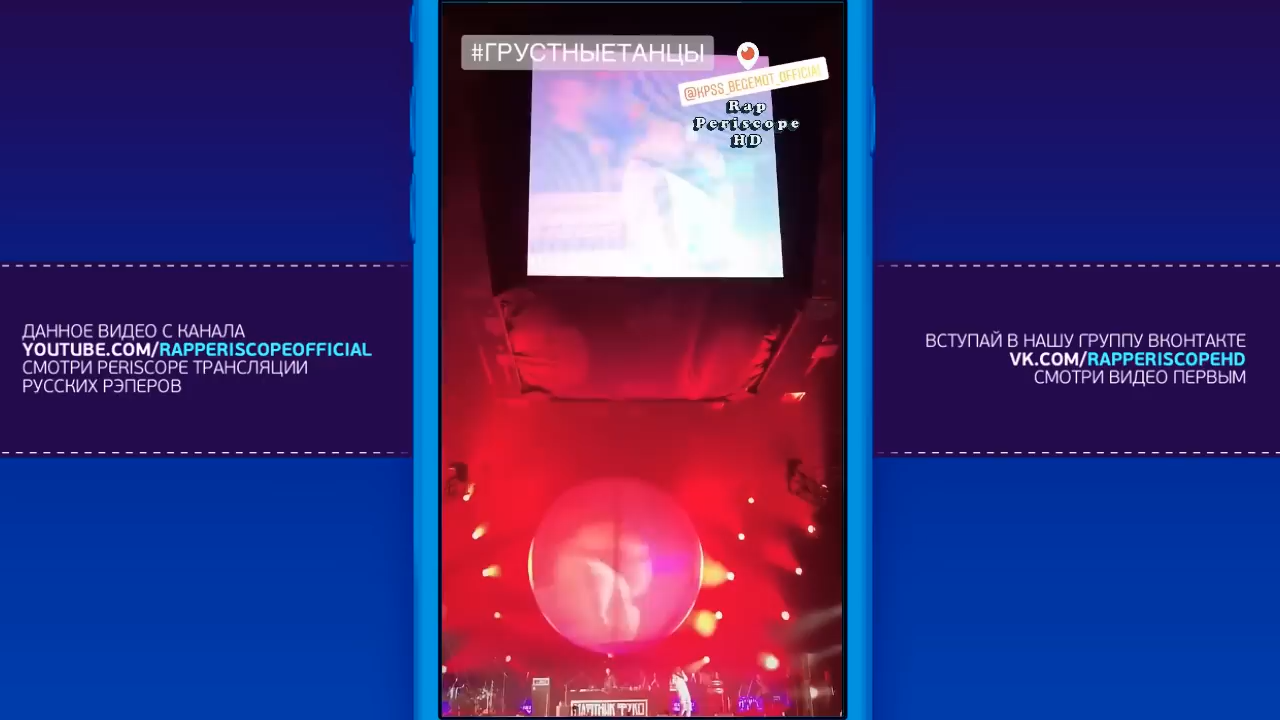 #ГРУСТНЫЕТАНЦЫ
@KPSS_BEGEMOT_OFFICIAL
Rap
Periscope
HD
ДАННОЕ ВИДЕО С КАНАЛА
YOUTUBE.COM/RAPPERISCOPEOFFICIAL
СМОТРИ PERISCOPE ТРАНСЛЯЦИИ
РУССКИХ РЭПЕРОВ
ВСТУПАЙ В НАШУ ГРУППУ ВКОНТАКТЕ
VK.COM/RAPPERISCOPEHD
СМОТРИ ВИДЕО ПЕРВЫМ